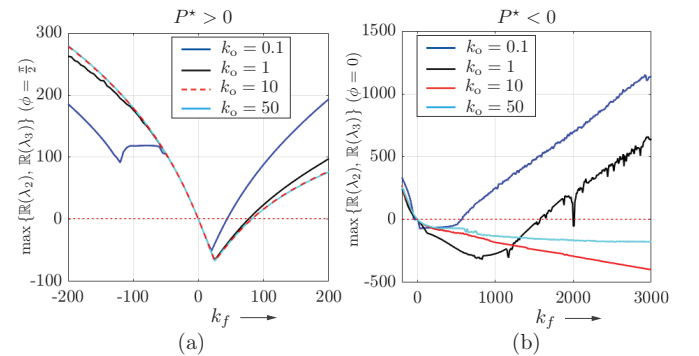 P* > 0
max {ℝ(λ₂), ℝ(λ₃)} (ϕ = π/2)
300
200
100
0
-100
k_o = 0.1
k_o = 1
k_o = 10
k_o = 50
-200 -100 0 100 200
k_f ⟶
(a)
P* < 0
max {ℝ(λ₂), ℝ(λ₃)} (ϕ = 0)
1500
1000
500
0
-500
k_o = 0.1
k_o = 1
k_o = 10
k_o = 50
0 1000 2000 3000
k_f ⟶
(b)